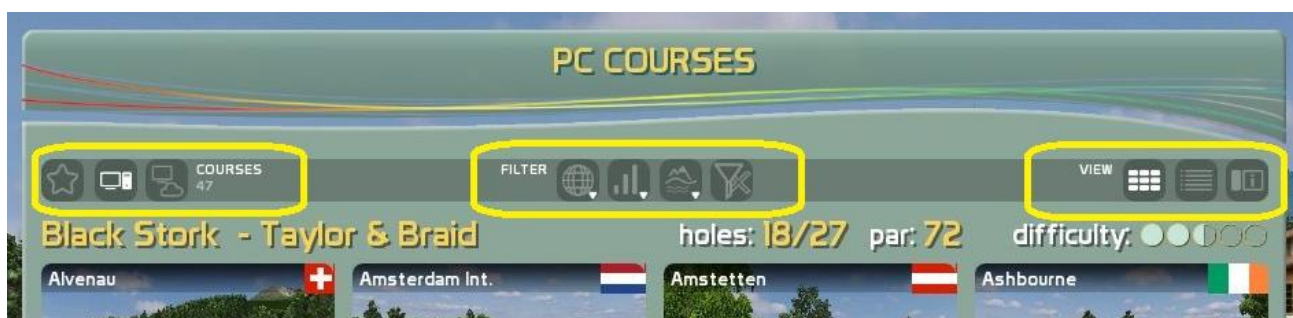 PC COURSES
COURSES
47
FILTER
VIEW
Black Stork - Taylor & Braid holes: 18/27 par: 72 difficulty:
Alvenau Amsterdam Int. Amstetten Ashbourne